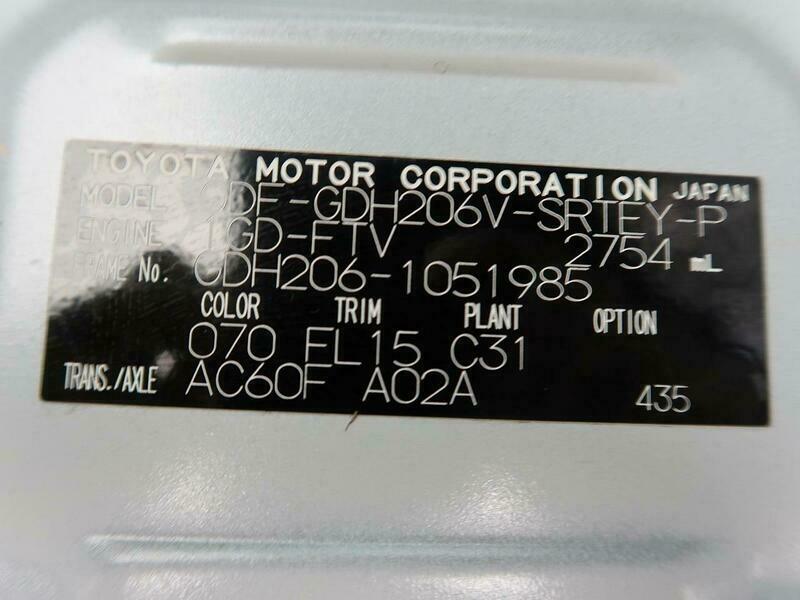 TOYOTA MOTOR CORPORATION JAPAN
MODEL QDF-GDH206V-SRTEY-P
ENGINE 1GD-FTV 2754 mL
FRAME No. GDH206-1051985
COLOR TRIM PLANT OPTION
070 FL15 C31
TRANS./AXLE AC60F A02A 435